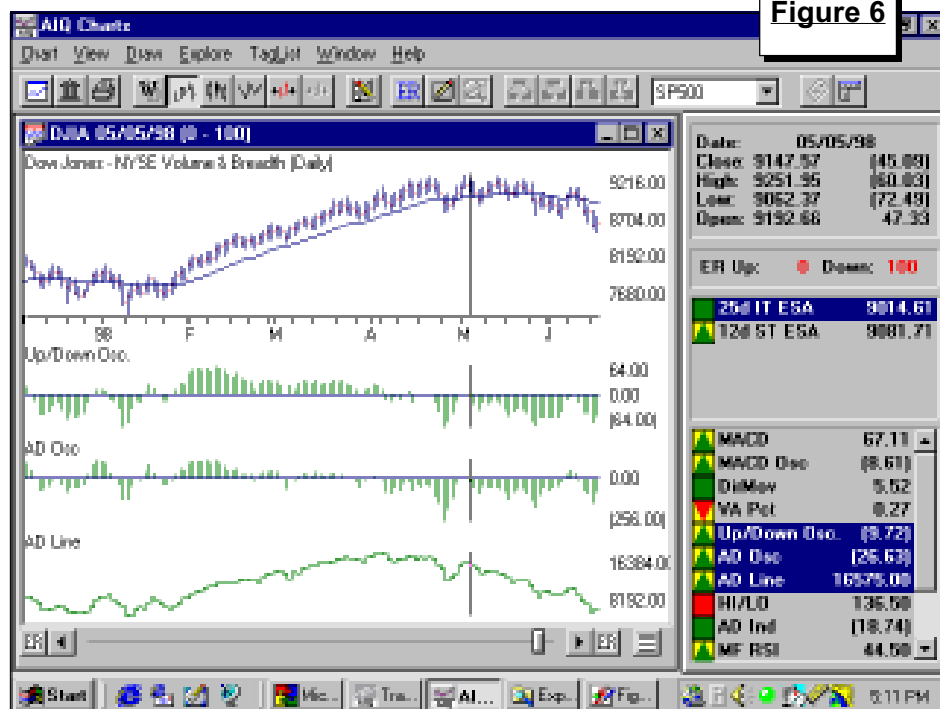 Figure 6
AIQ Charts
Chart View Draw Explore TagList Window Help
SP500
DJIA 05/05/98 (0 - 100)
Dow Jones - NYSE Volume & Breadth (Daily)
9216.00
8704.00
8192.00
7680.00
98 F M A M J
Up/Down Osc.
64.00
0.00
(64.00)
AD Osc
0.00
(256.00)
AD Line
16384.00
8192.00
ER ER
Date: 05/05/98
Close: 9147.57 (45.09)
High: 9251.95 (60.03)
Low: 9062.37 (72.49)
Open: 9192.66 47.33
ER Up: 0 Down: 100
25d IT ESA 9014.61
12d ST ESA 9081.71
MACD 67.11
MACD Osc (8.61)
DirMov 5.52
VA Pct 0.27
Up/Down Osc. (9.72)
AD Osc (26.63)
AD Line 16575.00
HI/LO 136.50
AD Ind (18.74)
MF RSI 44.50
Start Mic... Tra... AI... Exp... Fig... 5:11 PM